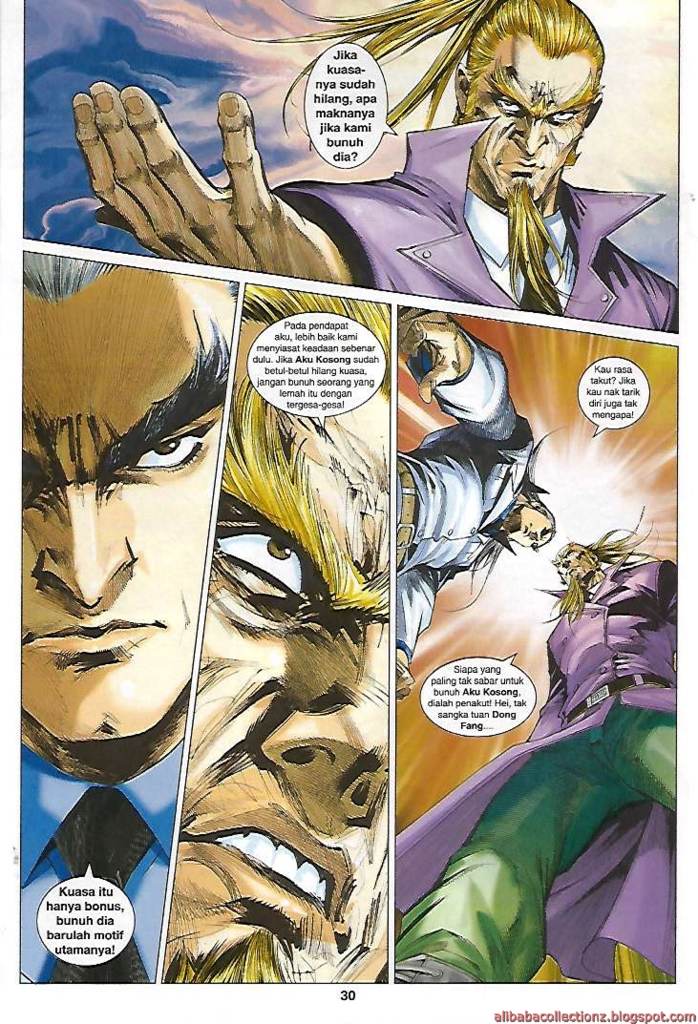 Jika
kuasa-
nya sudah
hilang, apa
maknanya
jika kami
bunuh
dia?
Kuasa itu
hanya bonus,
bunuh dia
barulah motif
utamanya!
Pada pendapat
aku, lebih baik kami
menyiasat keadaan sebenar
dulu. Jika Aku Kosong sudah
betul-betul hilang kuasa,
jangan bunuh seorang yang
lemah itu dengan
tergesa-gesa!
Kau rasa
takut? Jika
kau nak tarik
diri juga tak
mengapa!
Siapa yang
paling tak sabar untuk
bunuh Aku Kosong,
dialah penakut! Hei, tak
sangka tuan Dong
Fang....
30
alibabacollectionz.blogspot.com